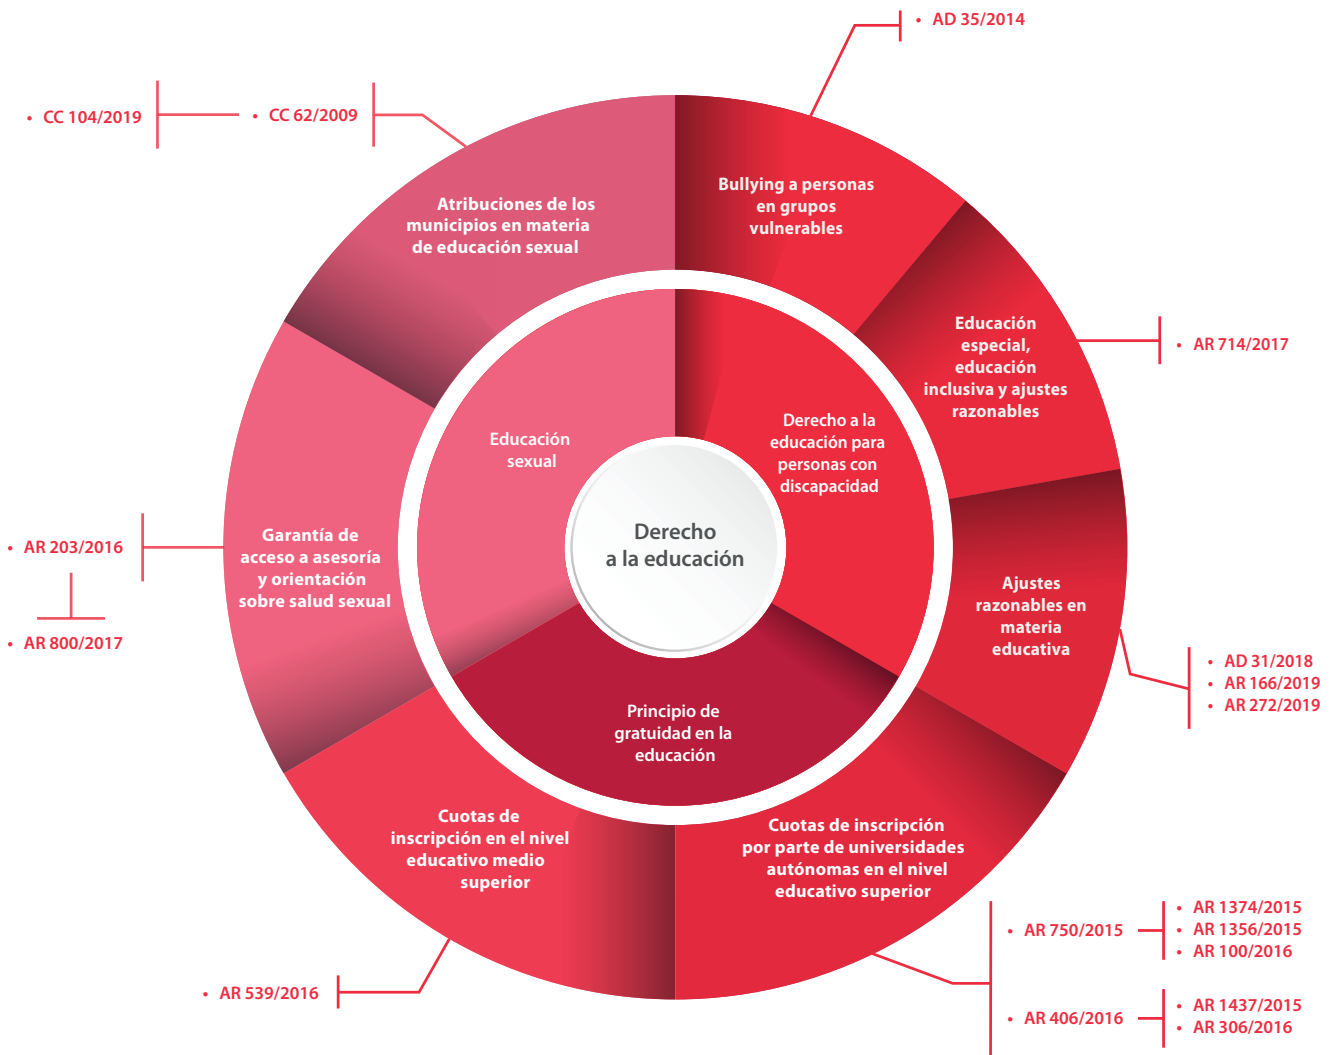 • AD 35/2014
• CC 104/2019
• CC 62/2009
Atribuciones de los
municipios en materia
de educación sexual
Bullying a personas
en grupos
vulnerables
Educación
especial,
educación
inclusiva y ajustes
razonables
• AR 714/2017
Educación
sexual
Derecho a la
educación para
personas con
discapacidad
Derecho
a la educación
• AR 203/2016
• AR 800/2017
Garantía de
acceso a asesoría
y orientación
sobre salud sexual
Ajustes
razonables en
materia
educativa
• AD 31/2018
• AR 166/2019
• AR 272/2019
Principio de
gratuidad en la
educación
Cuotas de
inscripción en el nivel
educativo medio
superior
Cuotas de inscripción
por parte de universidades
autónomas en el nivel
educativo superior
• AR 539/2016
• AR 750/2015
• AR 1374/2015
• AR 1356/2015
• AR 100/2016
• AR 406/2016
• AR 1437/2015
• AR 306/2016